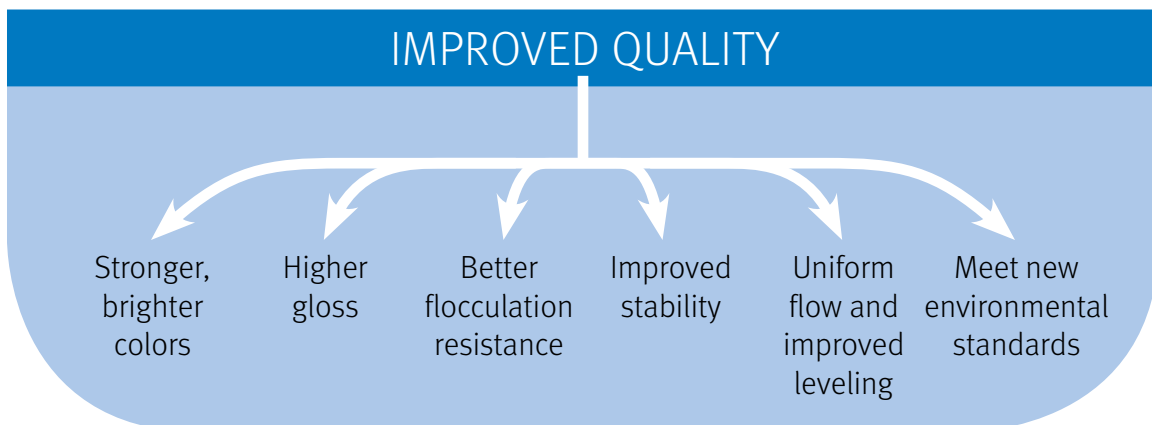 IMPROVED QUALITY
Stronger,
brighter
colors
Higher
gloss
Better
flocculation
resistance
Improved
stability
Uniform
flow and
improved
leveling
Meet new
environmental
standards